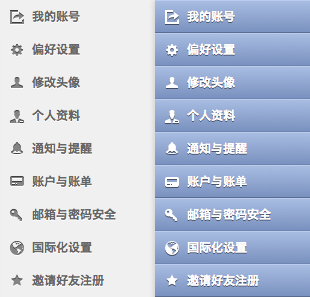 我的账号
偏好设置
修改头像
个人资料
通知与提醒
账户与账单
邮箱与密码安全
国际化设置
邀请好友注册
我的账号
偏好设置
修改头像
个人资料
通知与提醒
账户与账单
邮箱与密码安全
国际化设置
邀请好友注册